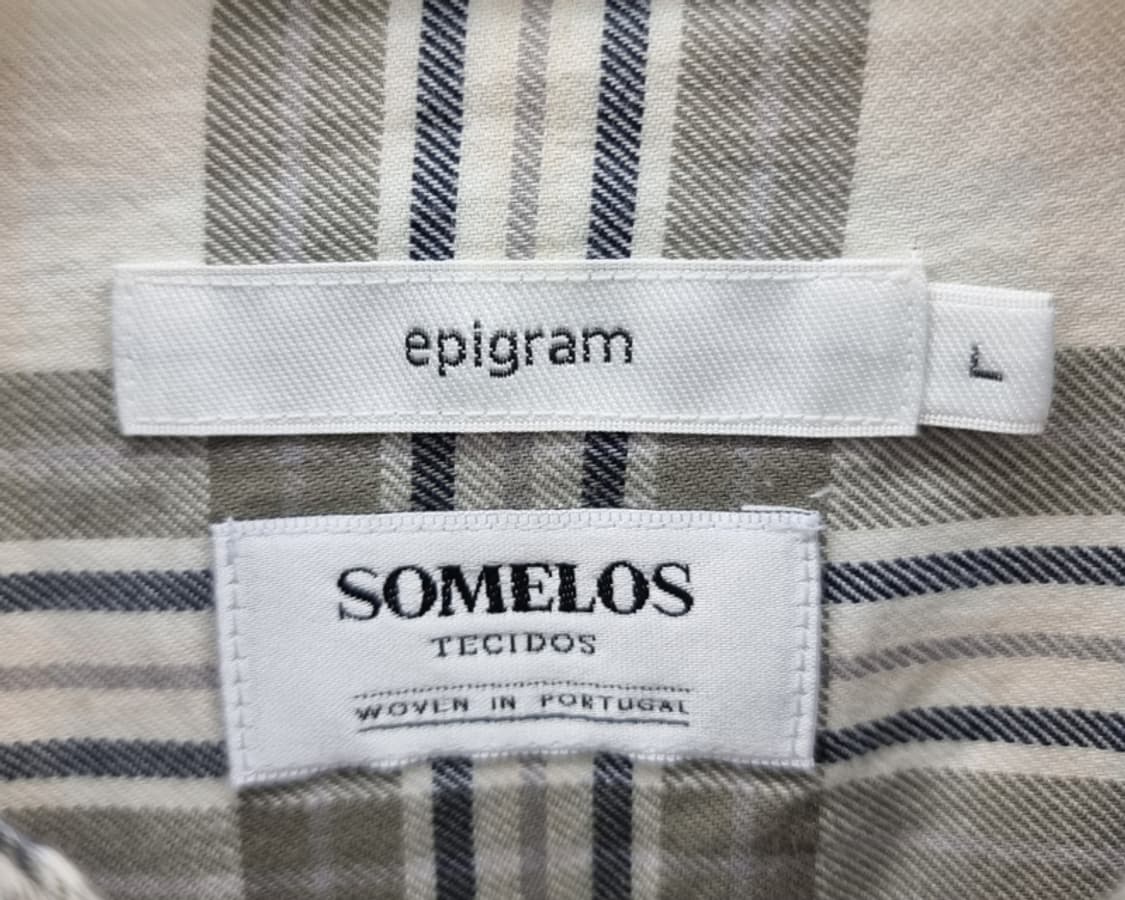 epigram
L
SOMELOS
TECIDOS
WOVEN IN PORTUGAL